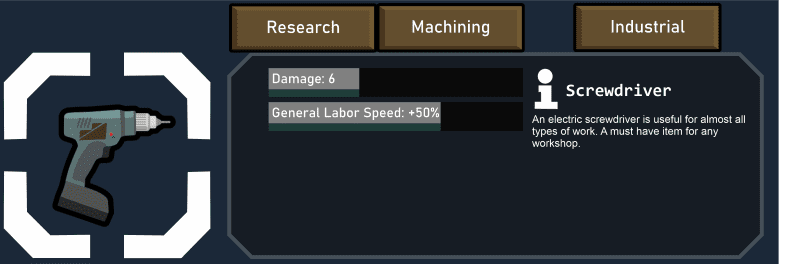 Research Machining Industrial
Damage: 6
General Labor Speed: +50%
Screwdriver
An electric screwdriver is useful for almost all
types of work. A must have item for any
workshop.